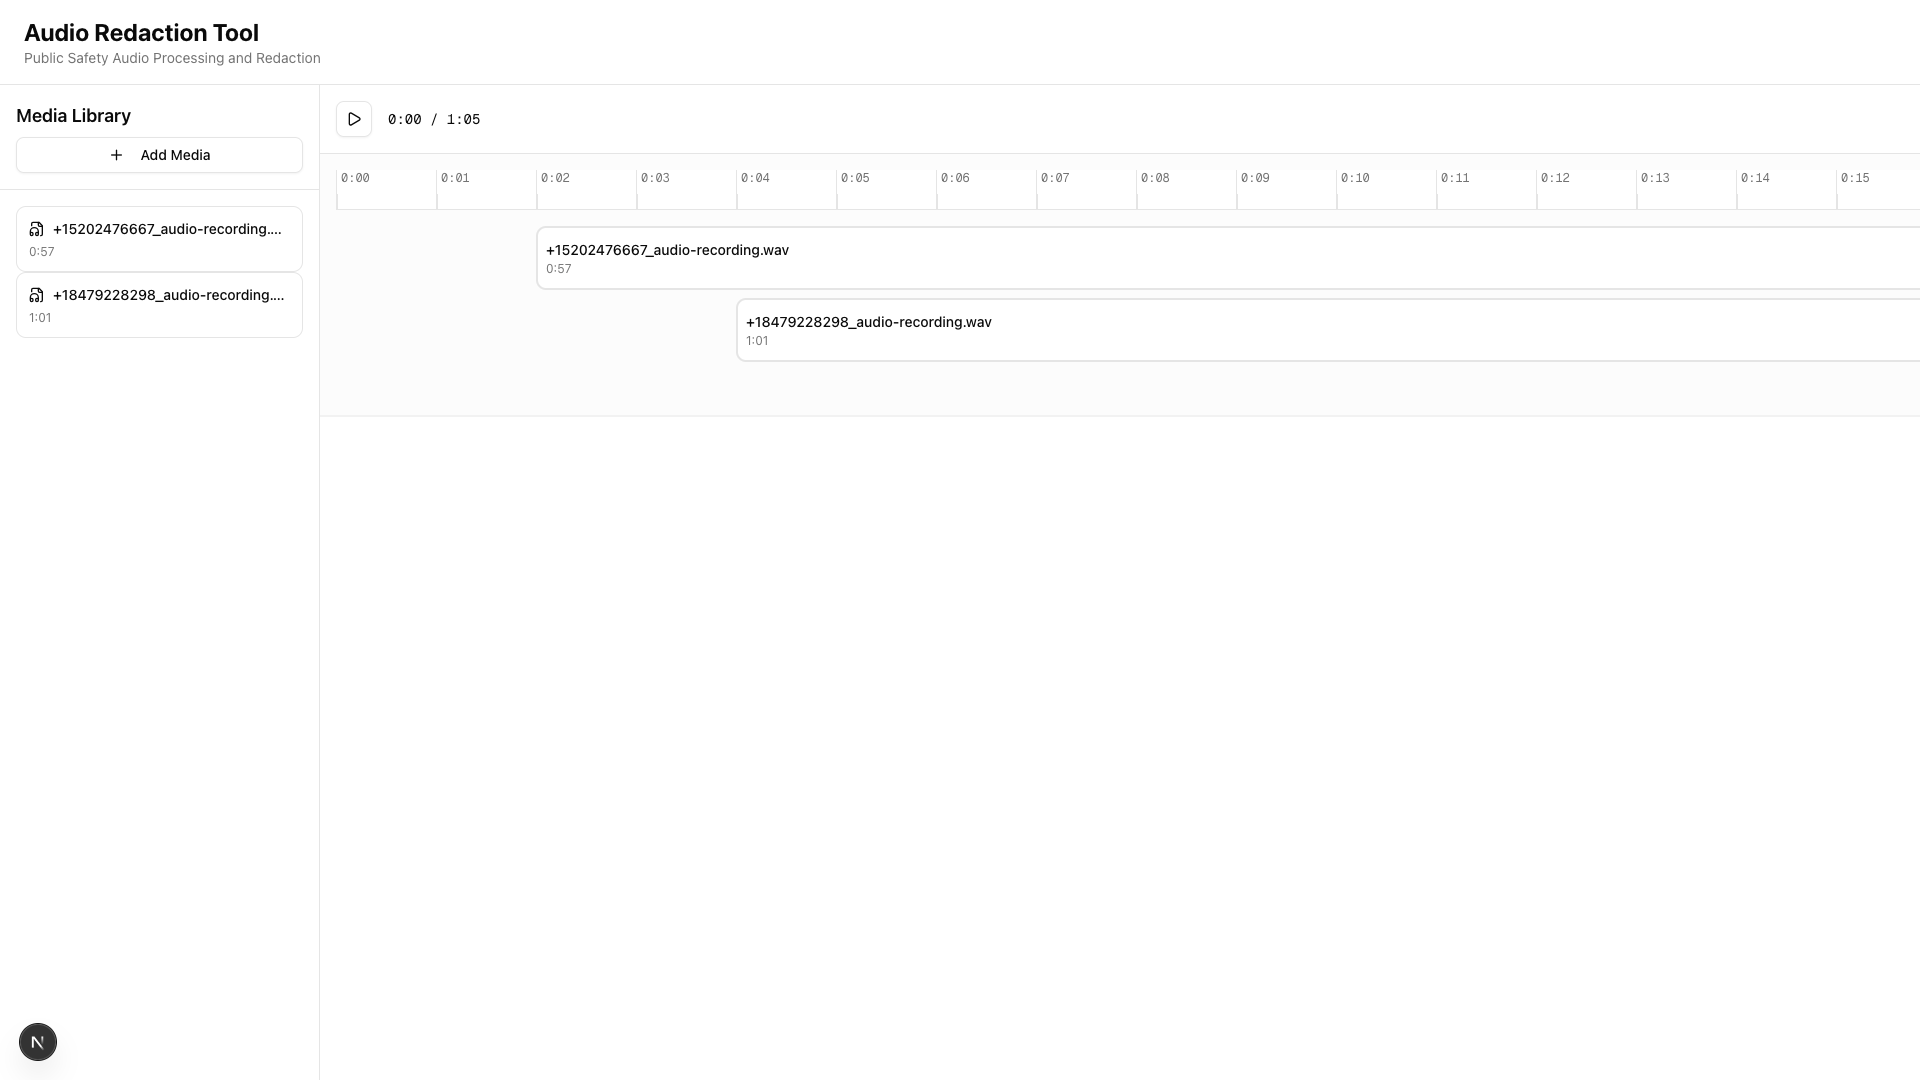 Audio Redaction Tool
Public Safety Audio Processing and Redaction
Media Library
Add Media
+15202476667_audio-recording....
0:57
+18479228298_audio-recording....
1:01
0:00 / 1:05
0:00 0:01 0:02 0:03 0:04 0:05 0:06 0:07 0:08 0:09 0:10 0:11 0:12 0:13 0:14 0:15
+15202476667_audio-recording.wav
0:57
+18479228298_audio-recording.wav
1:01
N